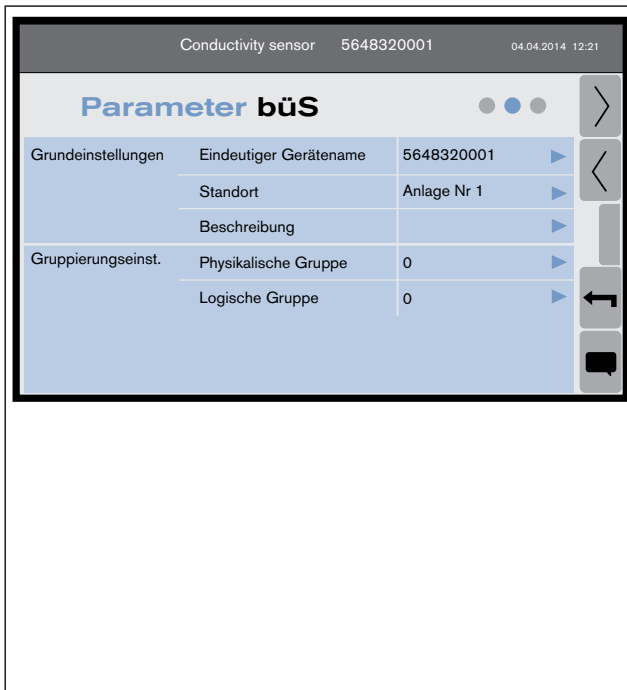 Conductivity sensor 5648320001 04.04.2014 12:21
Parameter büS
Grundeinstellungen Eindeutiger Gerätename 5648320001
Standort Anlage Nr 1
Beschreibung
Gruppierungseinst. Physikalische Gruppe 0
Logische Gruppe 0